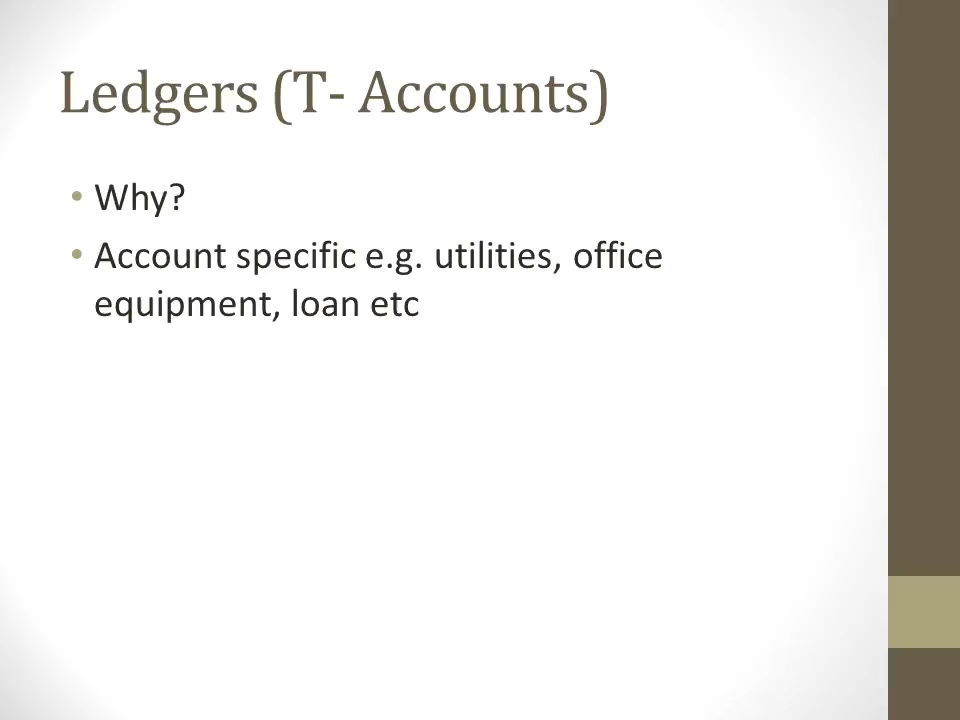 Ledgers (T- Accounts)
• Why?
• Account specific e.g. utilities, office
equipment, loan etc